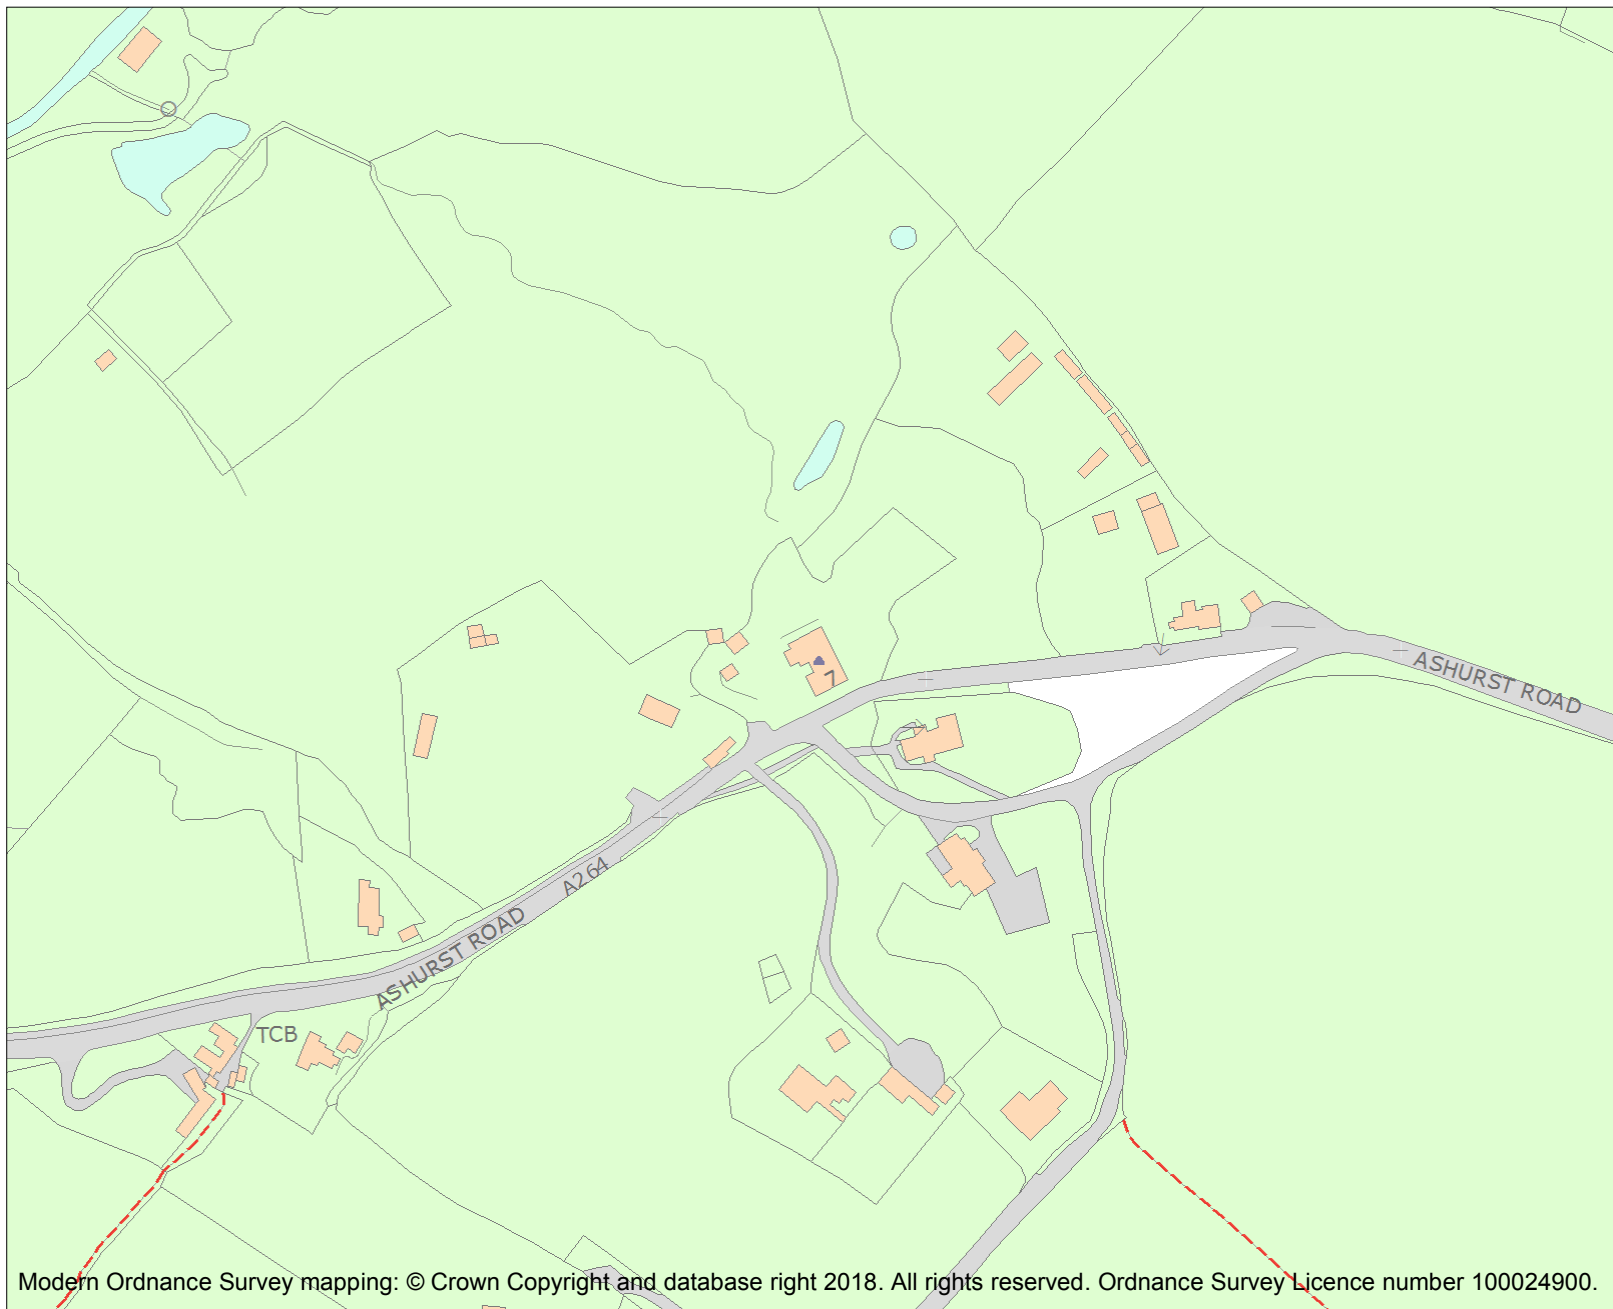 ASHURST ROAD
7
A264
ASHURST ROAD
TCB
Modern Ordnance Survey mapping: © Crown Copyright and database right 2018. All rights reserved. Ordnance Survey Licence number 100024900.